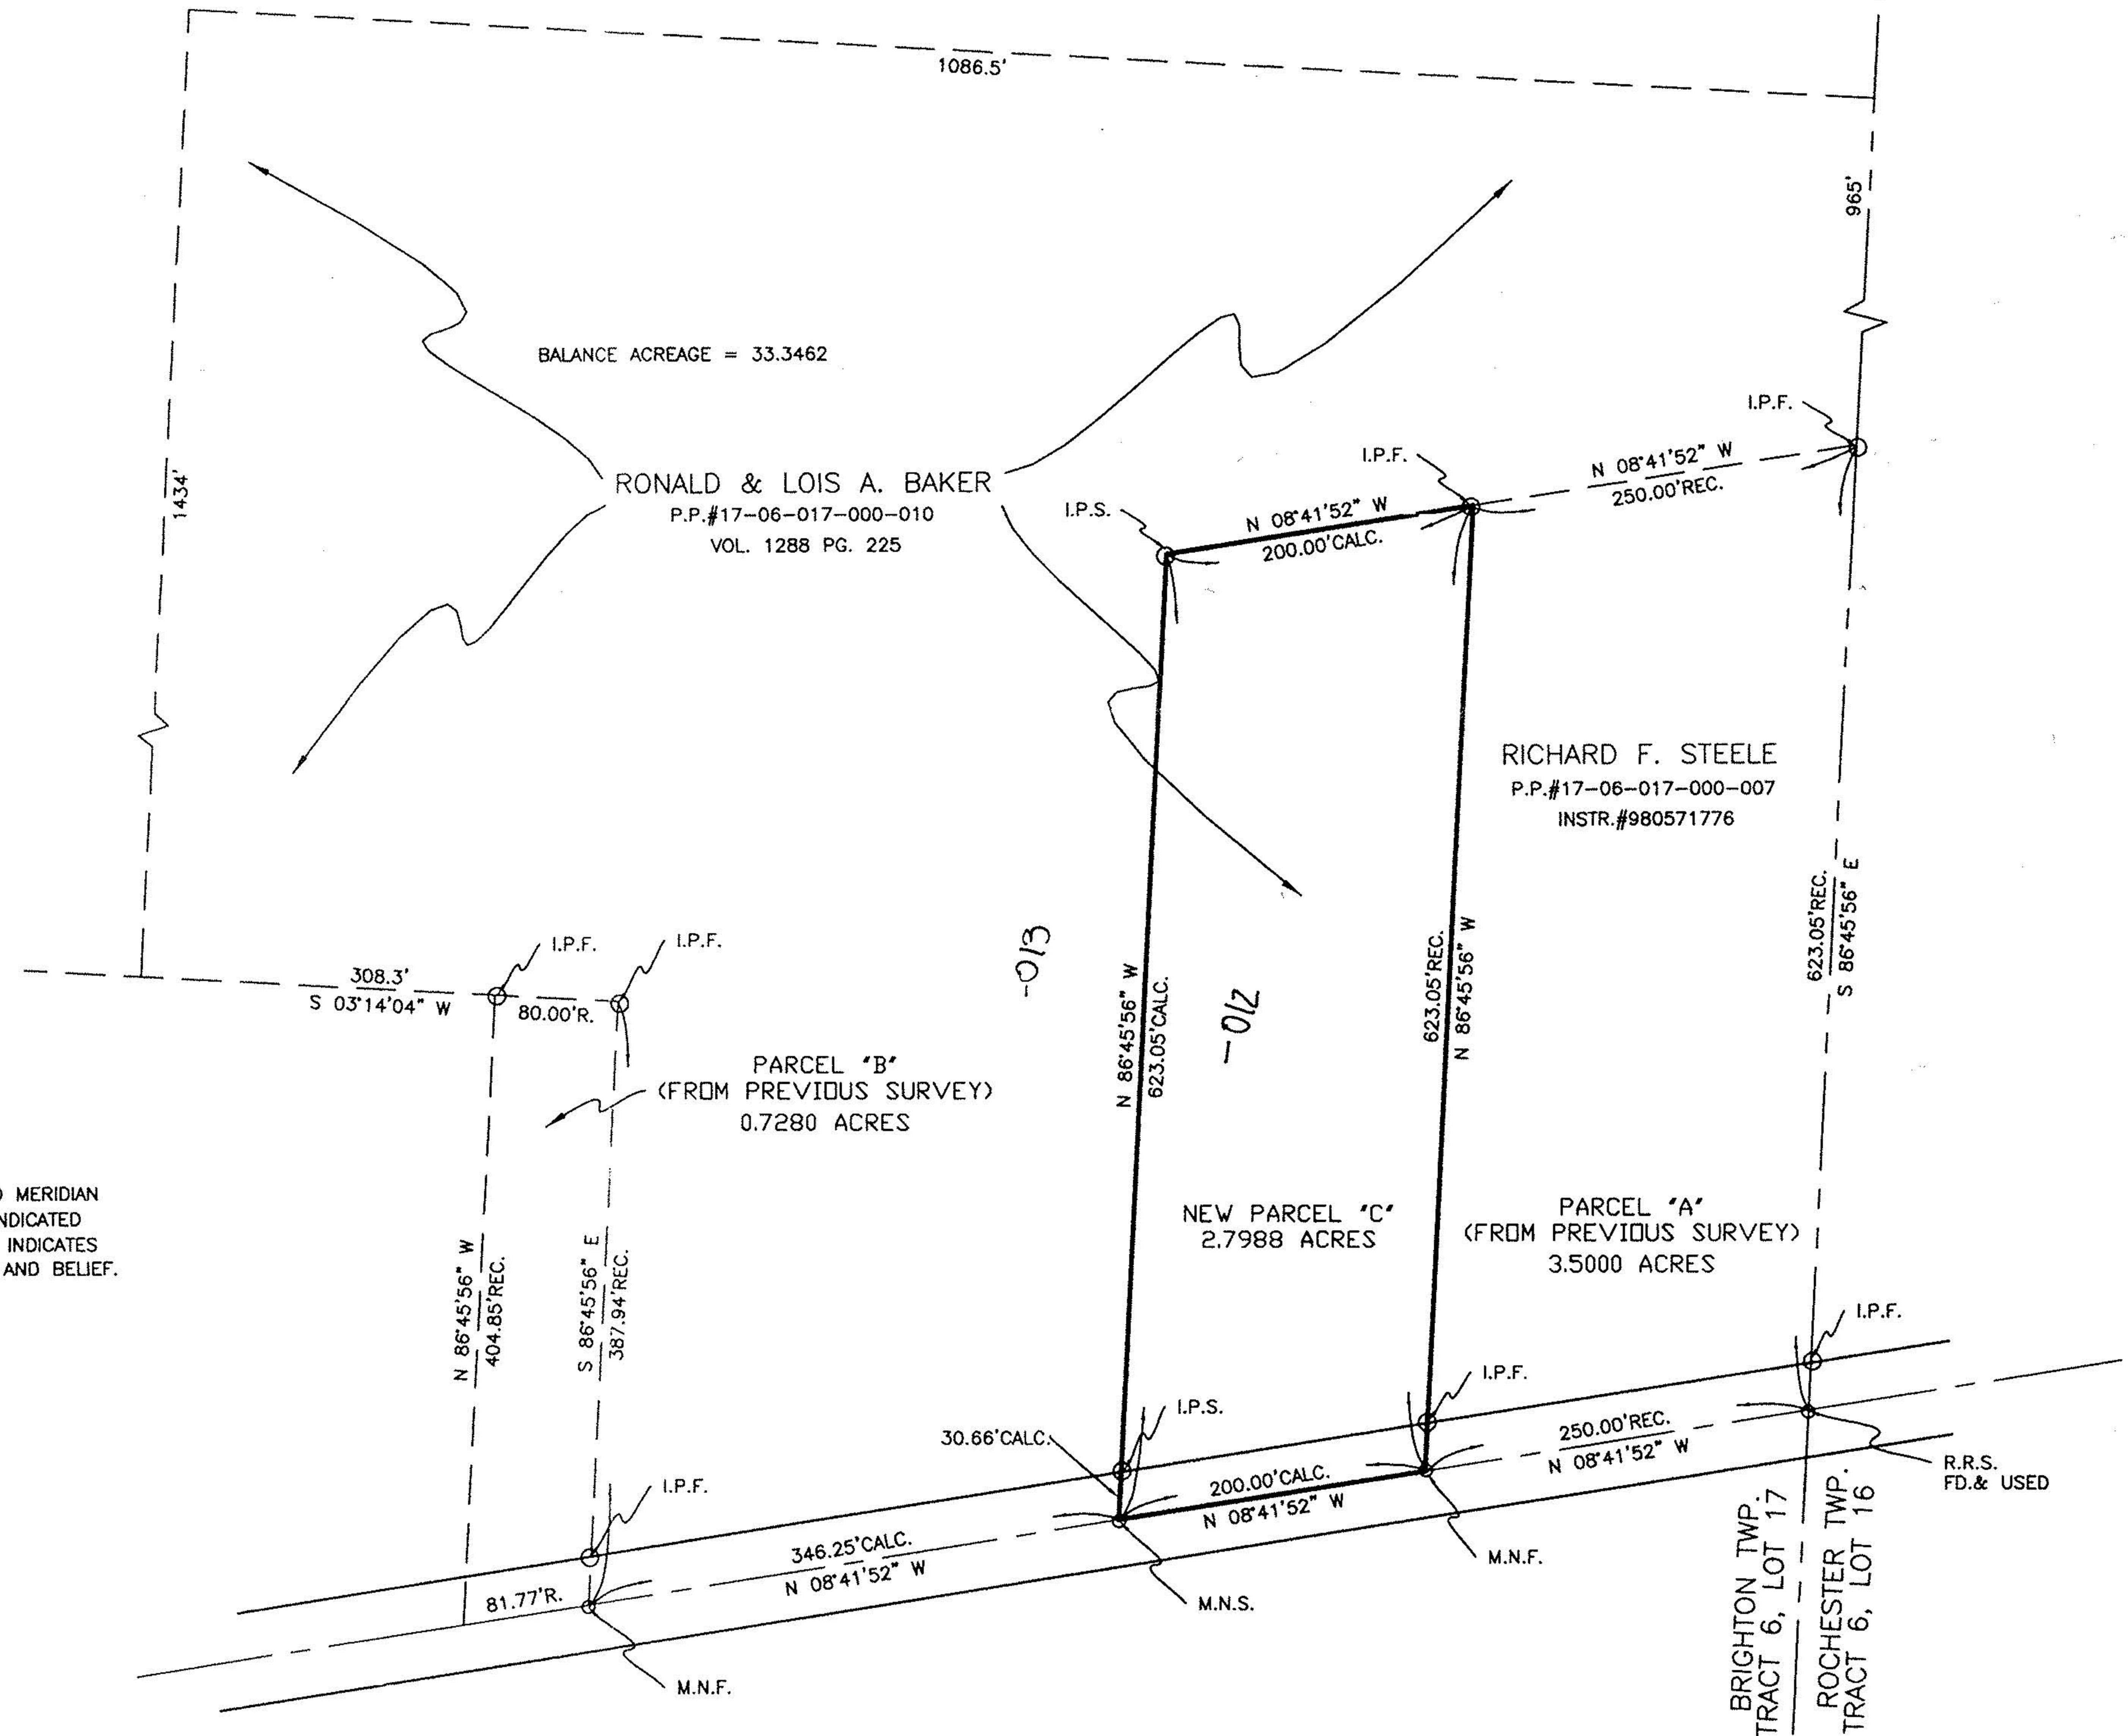 1086.5'
965'
BALANCE ACREAGE = 33.3462
1434'
RONALD & LOIS A. BAKER
P.P.#17-06-017-000-010
VOL. 1288 PG. 225
I.P.F.
I.P.F.
N 08°41'52" W
250.00'REC.
I.P.S.
N 08°41'52" W
200.00'CALC.
RICHARD F. STEELE
P.P.#17-06-017-000-007
INSTR.#980571776
623.05'REC.
S 86°45'56" E
-013
-012
N 86°45'56" W
623.05'CALC.
623.05'REC.
N 86°45'56" W
I.P.F.
I.P.F.
308.3'
S 03°14'04" W
80.00'R.
PARCEL "B"
(FROM PREVIOUS SURVEY)
0.7280 ACRES
MERIDIAN
INDICATES
AND BELIEF.
N 86°45'56" W
404.85'REC.
S 86°45'56" E
387.94'REC.
NEW PARCEL "C"
2.7988 ACRES
PARCEL "A"
(FROM PREVIOUS SURVEY)
3.5000 ACRES
I.P.F.
I.P.F.
I.P.S.
30.66'CALC.
250.00'REC.
N 08°41'52" W
200.00'CALC.
N 08°41'52" W
R.R.S.
FD.& USED
I.P.F.
346.25'CALC.
N 08°41'52" W
81.77'R.
M.N.F.
M.N.S.
M.N.F.
BRIGHTON TWP.
TRACT 6, LOT 17
ROCHESTER TWP.
TRACT 6, LOT 16